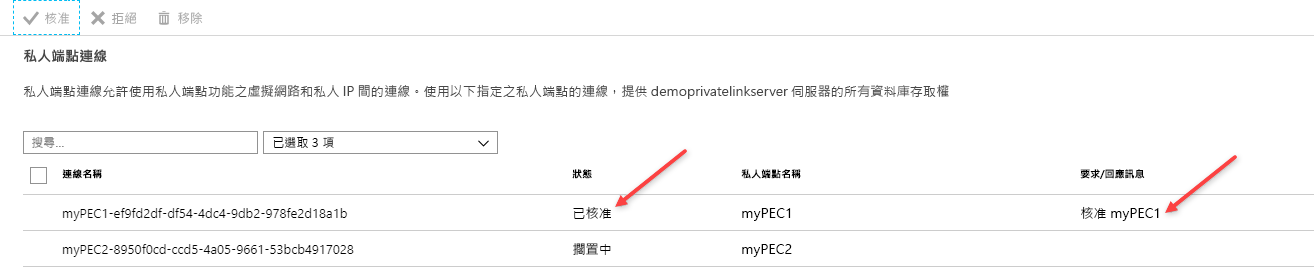 核准 拒絕 移除
私人端點連線
私人端點連線允許使用私人端點功能之虛擬網路和私人 IP 間的連線。使用以下指定之私人端點的連線，提供 demoprivatelinkserver 伺服器的所有資料庫存取權
搜尋... 已選取 3 項
連線名稱 狀態 私人端點名稱 要求/回應訊息
myPEC1-ef9fd2df-df54-4dc4-9db2-978fe2d18a1b 已核准 myPEC1 核准 myPEC1
myPEC2-8950f0cd-ccd5-4a05-9661-53bcb4917028 擱置中 myPEC2